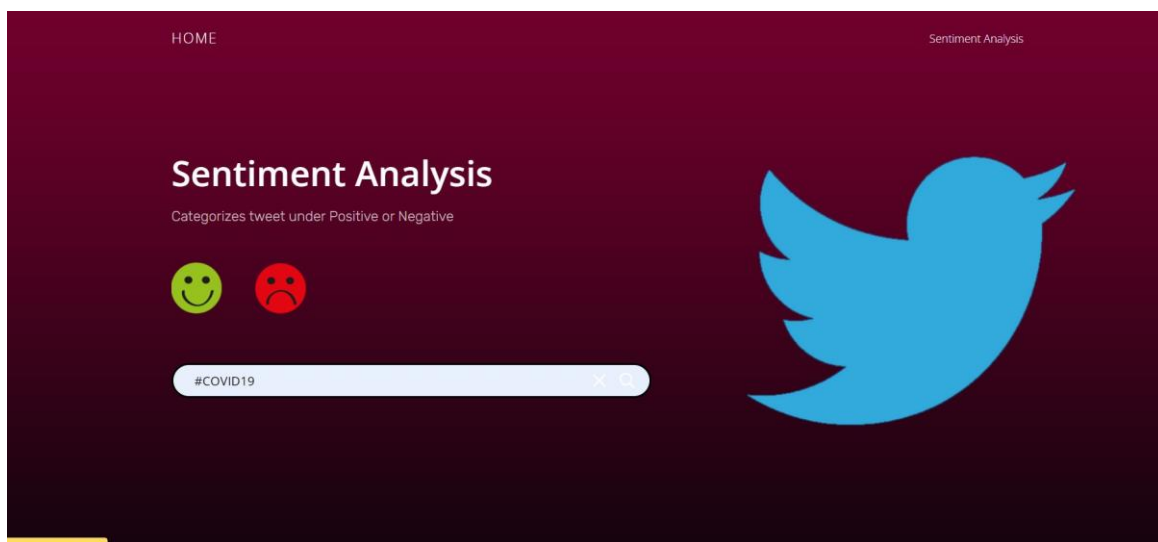 HOME
Sentiment Analysis
Sentiment Analysis
Categorizes tweet under Positive or Negative
#COVID19